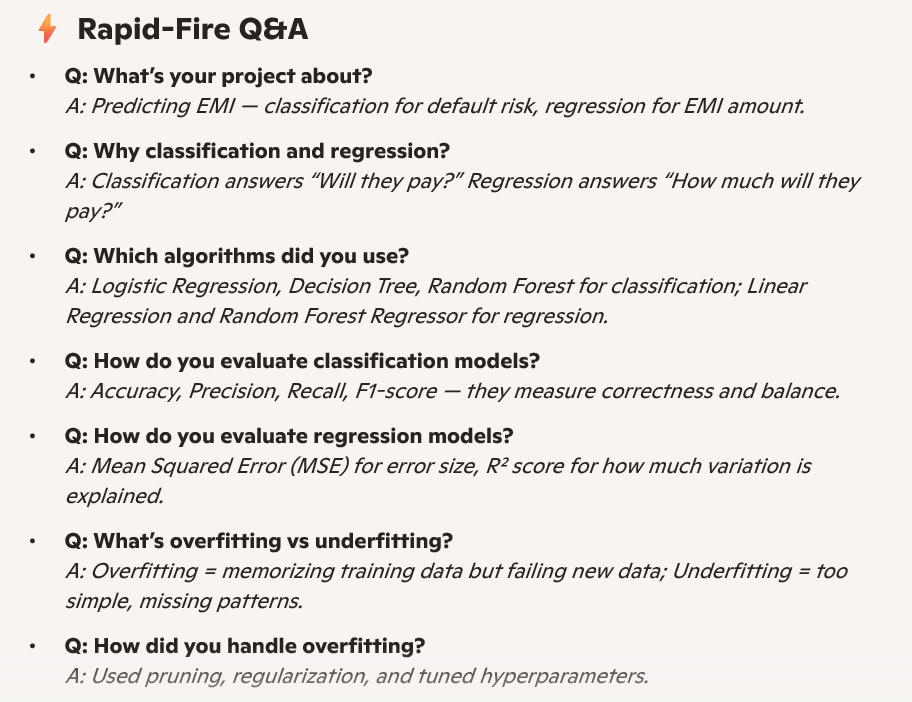 ⚡ Rapid-Fire Q&A
• Q: What's your project about?
A: Predicting EMI — classification for default risk, regression for EMI amount.
• Q: Why classification and regression?
A: Classification answers “Will they pay?” Regression answers “How much will they
pay?”
• Q: Which algorithms did you use?
A: Logistic Regression, Decision Tree, Random Forest for classification; Linear
Regression and Random Forest Regressor for regression.
• Q: How do you evaluate classification models?
A: Accuracy, Precision, Recall, F1-score — they measure correctness and balance.
• Q: How do you evaluate regression models?
A: Mean Squared Error (MSE) for error size, R² score for how much variation is
explained.
• Q: What's overfitting vs underfitting?
A: Overfitting = memorizing training data but failing new data; Underfitting = too
simple, missing patterns.
• Q: How did you handle overfitting?
A: Used pruning, regularization, and tuned hyperparameters.